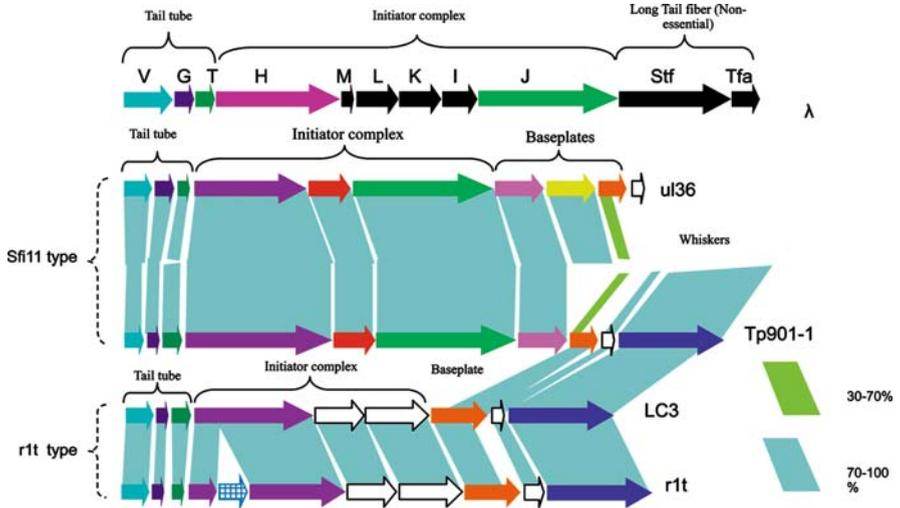 Tail tube
Initiator complex
Long Tail fiber (Non-
essential)
V G T H M L K I J Stf Tfa
λ
Tail tube
Initiator complex
Baseplates
ul36
Whiskers
Sfi11 type
Tp901-1
Tail tube
Initiator complex
Baseplate
30-70%
LC3
r1t type
70-100
%
r1t